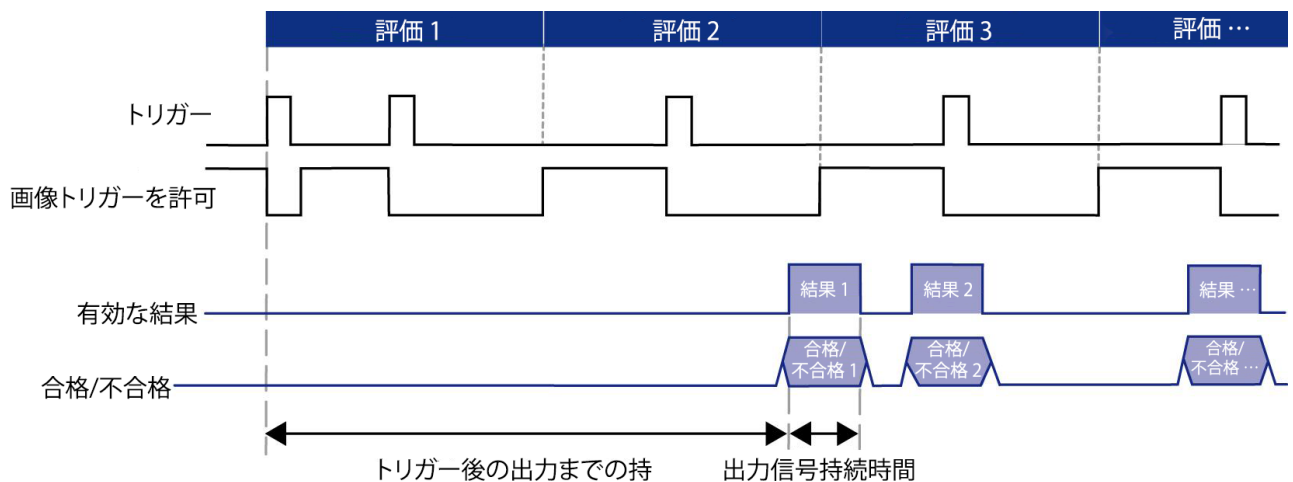 評価 1
評価 2
評価 3
評価 …
トリガー
画像トリガーを許可
有効な結果
結果 1
結果 2
結果 …
合格/不合格
合格/
不合格 1
合格/
不合格 2
合格/
不合格 …
トリガー後の出力までの持
出力信号持続時間